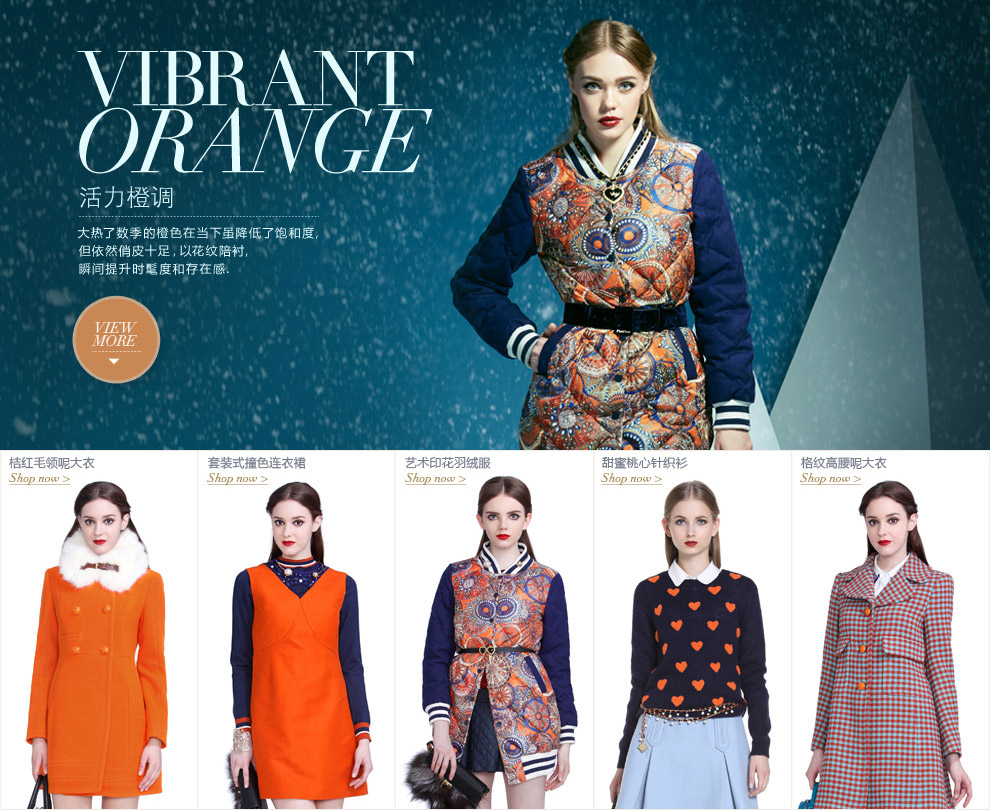 VIBRANT
ORANGE
活力橙调
大热了数季的橙色在当下虽降低了饱和度,
但依然俏皮十足,以花纹陪衬,
瞬间提升时髦度和存在感.
VIEW
MORE
桔红毛领呢大衣
Shop now >
套装式撞色连衣裙
Shop now >
艺术印花羽绒服
Shop now >
甜蜜桃心针织衫
Shop now >
格纹高腰呢大衣
Shop now >